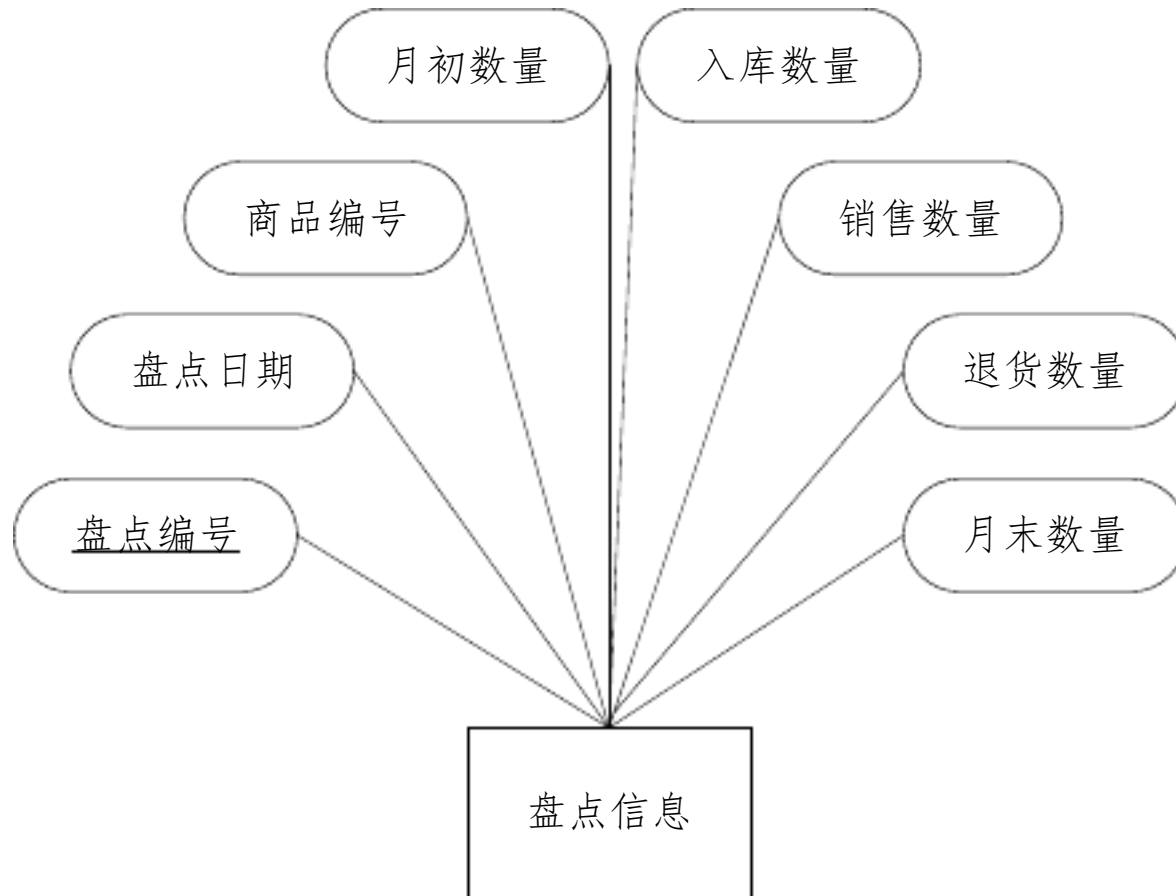 月初数量
入库数量
商品编号
销售数量
盘点日期
退货数量
盘点编号
月末数量
盘点信息